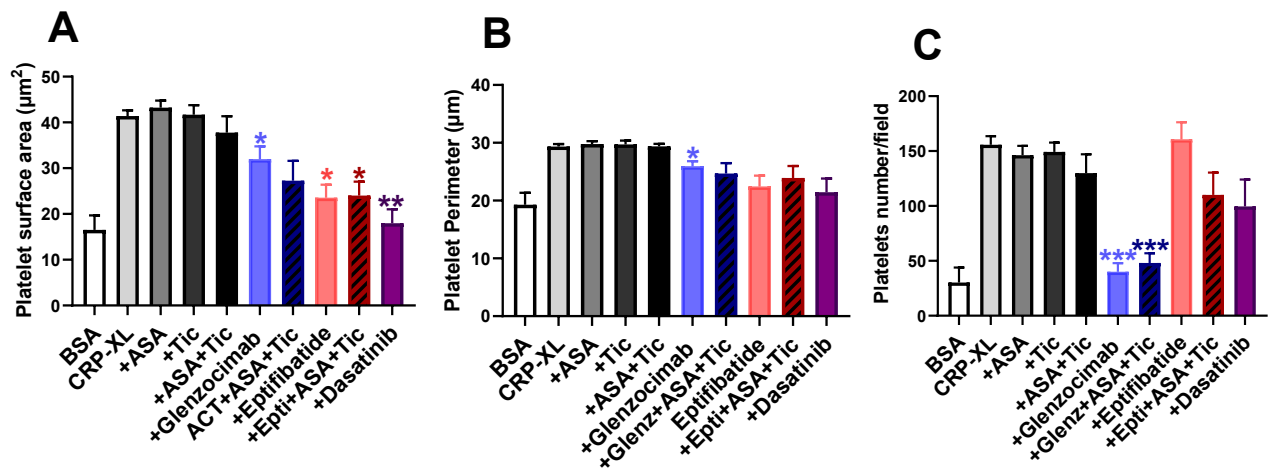 A
Platelet surface area (µm²)
50
40
30
20
10
0
*
*
*
**
BSA
CRP-XL
+ASA
+Tic
+ASA+Tic
+Glenzocimab
ACT+ASA+Tic
+Eptifibatide
+Epti+ASA+Tic
+Dasatinib
B
Platelet Perimeter (µm)
40
30
20
10
0
*
BSA
CRP-XL
+ASA
+Tic
+ASA+Tic
+Glenzocimab
+Glenz+ASA+Tic
Eptifibatide
+Epti+ASA+Tic
+Dasatinib
C
Platelets number/field
200
150
100
50
0
***
***
BSA
CRP-XL
+ASA
+Tic
+ASA+Tic
+Glenzocimab
+Glenz+ASA+Tic
+Eptifibatide
+Epti+ASA+Tic
+Dasatinib